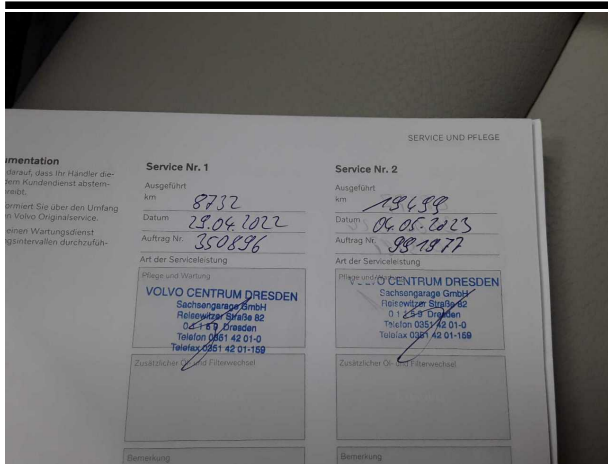 SERVICE UND PFLEGE
umentation
darauf, dass Ihr Händler die-
dem Kundendienst abstem-
reibt.
ormiert Sie über den Umfang
n Volvo Originalservice.
einen Wartungsdienst
gsintervallen durchzufüh-
Service Nr. 1
Ausgeführt
km 8732
Datum 29.04.2022
Auftrag Nr. 350896
Art der Serviceleistung
Pflege und Wartung
VOLVO CENTRUM DRESDEN
Sachsengarage GmbH
Reisewitzer Straße 82
01159 Dresden
Telefon 0351 42 01-0
Telefax 0351 42 01-159
Zusätzlicher Öl- und Filterwechsel
Bemerkung
Service Nr. 2
Ausgeführt
km 19499
Datum 04.05.2023
Auftrag Nr. 991977
Art der Serviceleistung
Pflege und Wartung
VOLVO CENTRUM DRESDEN
Sachsengarage GmbH
Reisewitzer Straße 82
01159 Dresden
Telefon 0351 42 01-0
Telefax 0351 42 01-159
Zusätzlicher Öl- und Filterwechsel
Bemerkung